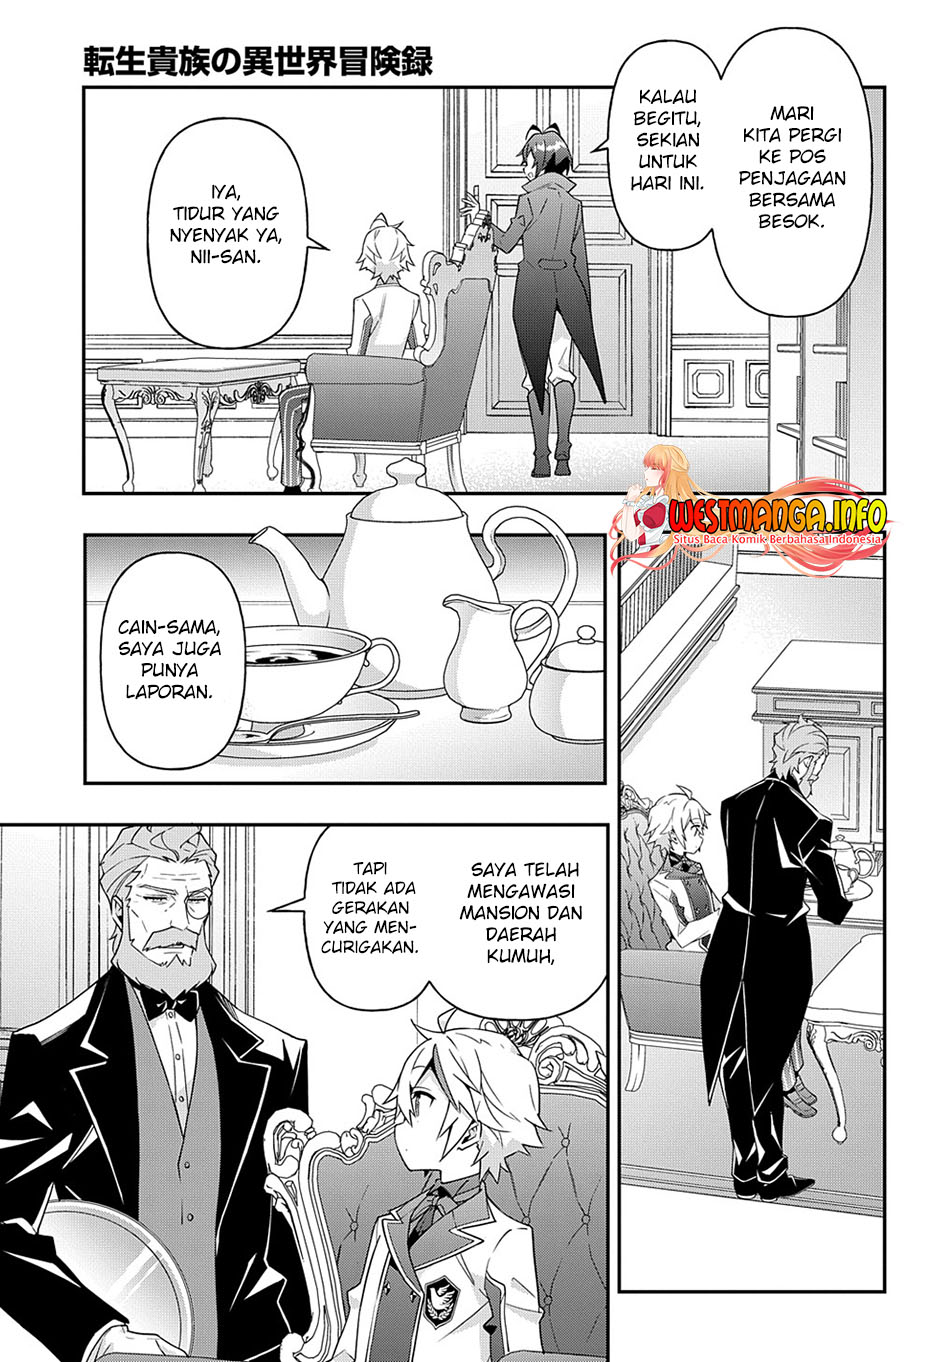 転生貴族の異世界冒険録
MARI
KITA PERGI
KE POS
PENJAGAAN
BERSAMA
BESOK.
KALAU
BEGITU,
SEKIAN
UNTUK
HARI INI.
IYA,
TIDUR YANG
NYENYAK YA,
NII-SAN.
WESTMANGA.INFO
Situs Baca Komik Berbahasa Indonesia
CAIN-SAMA,
SAYA JUGA
PUNYA
LAPORAN.
SAYA TELAH
MENGAWASI
MANSION DAN
DAERAH
KUMUH,
TAPI
TIDAK ADA
GERAKAN
YANG MEN-
CURIGAKAN.